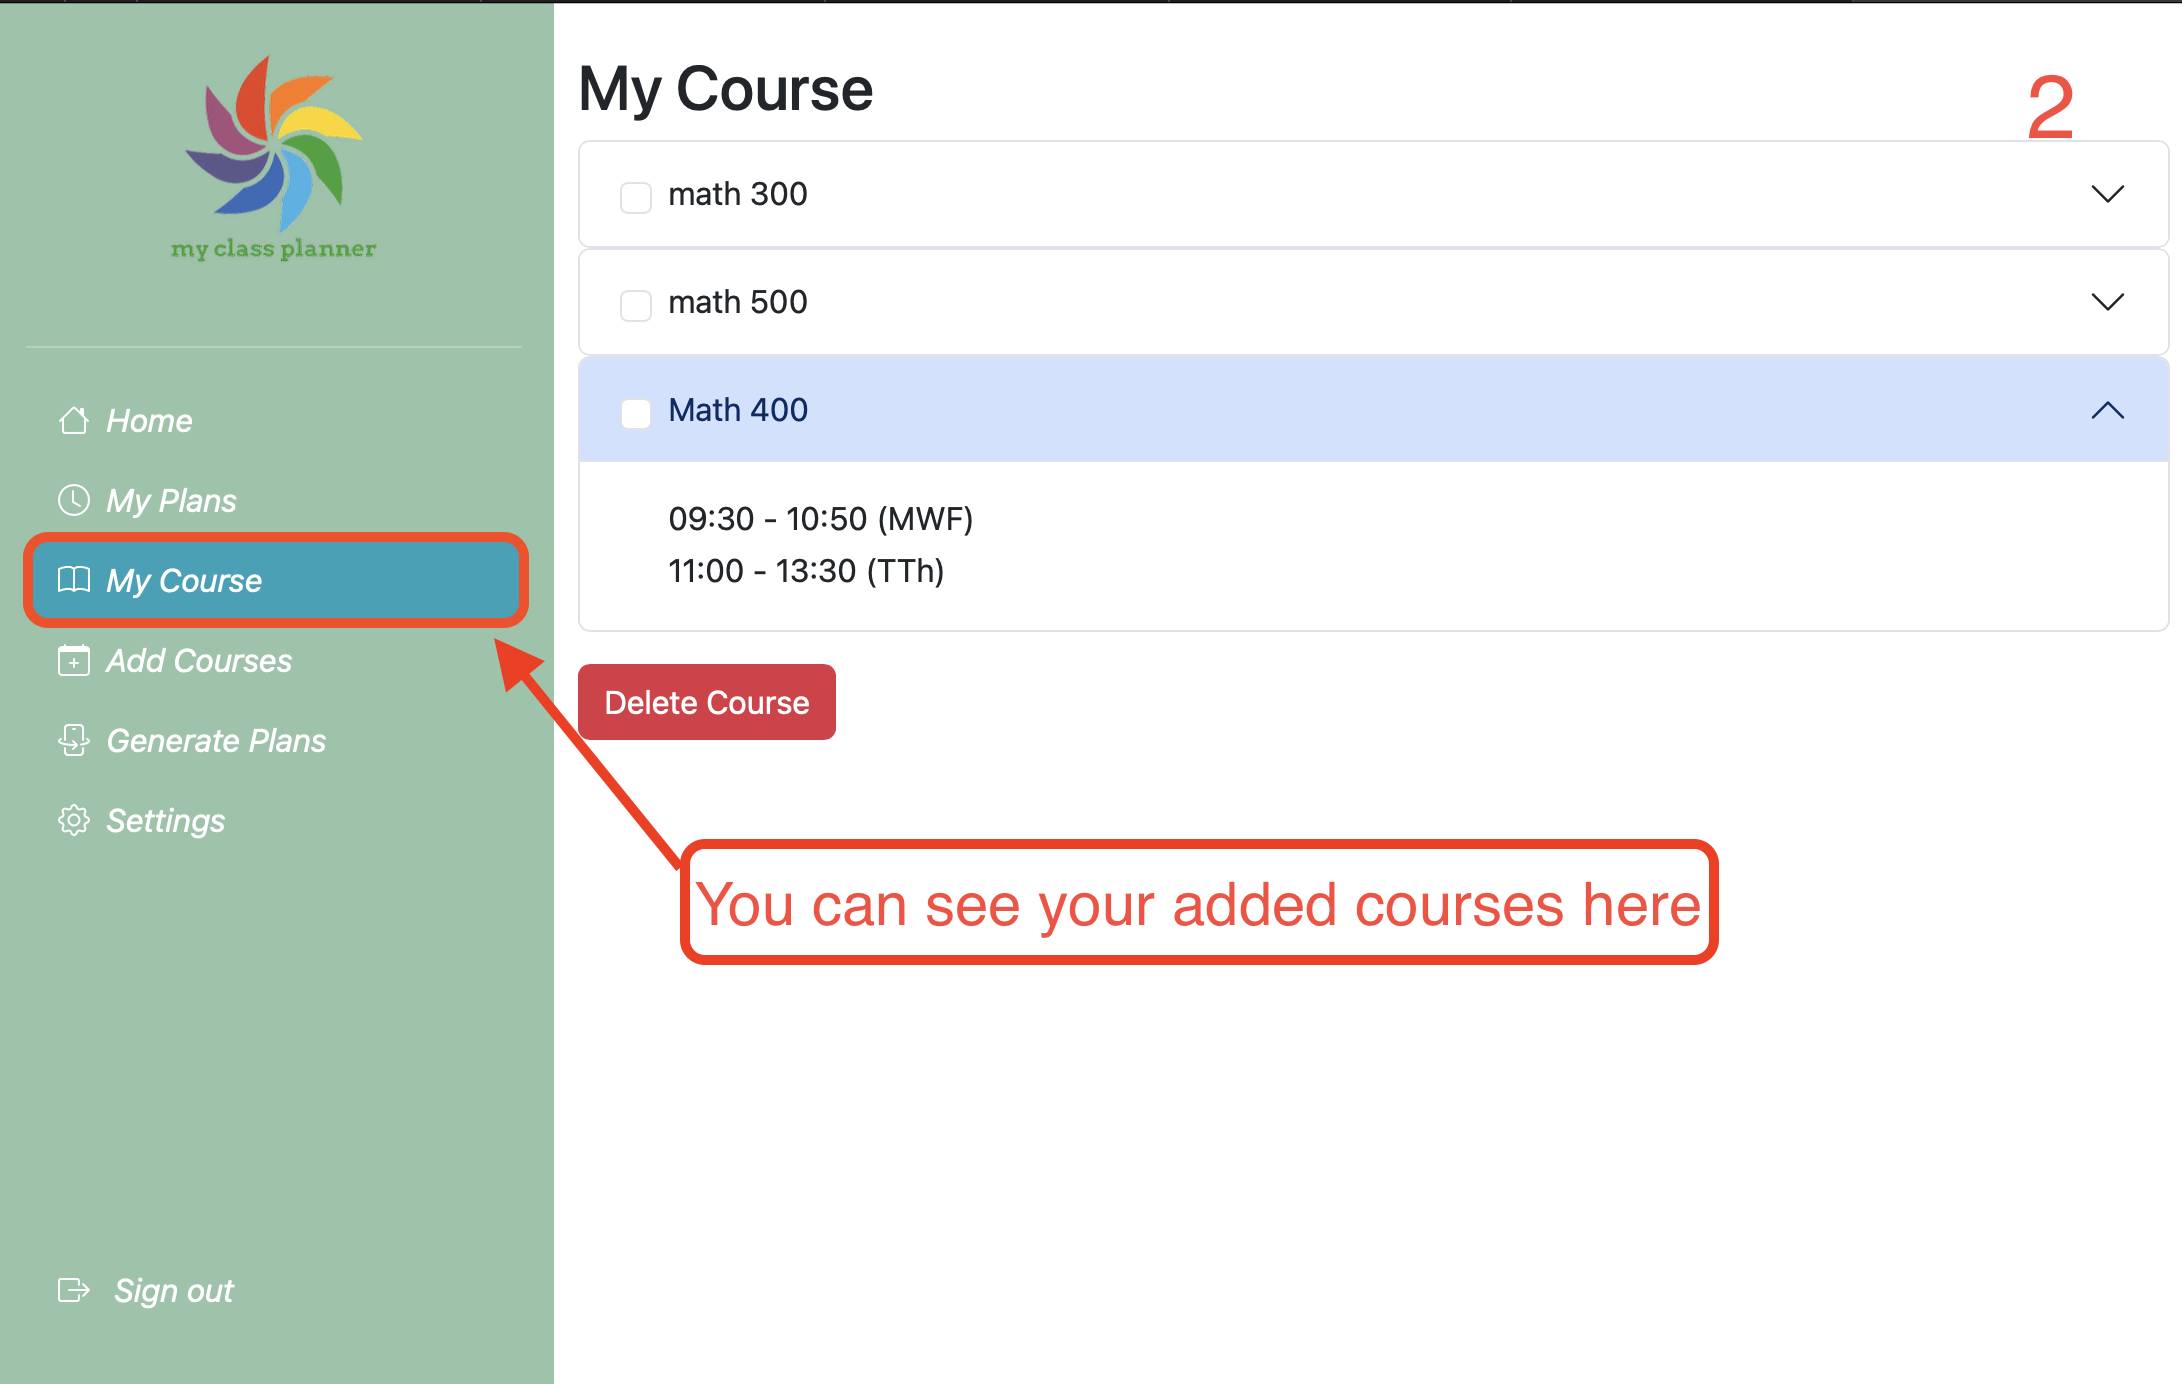 my class planner
Home
My Plans
My Course
Add Courses
Generate Plans
Settings
Sign out
My Course
2
math 300
math 500
Math 400
09:30 - 10:50 (MWF)
11:00 - 13:30 (TTh)
Delete Course
You can see your added courses here